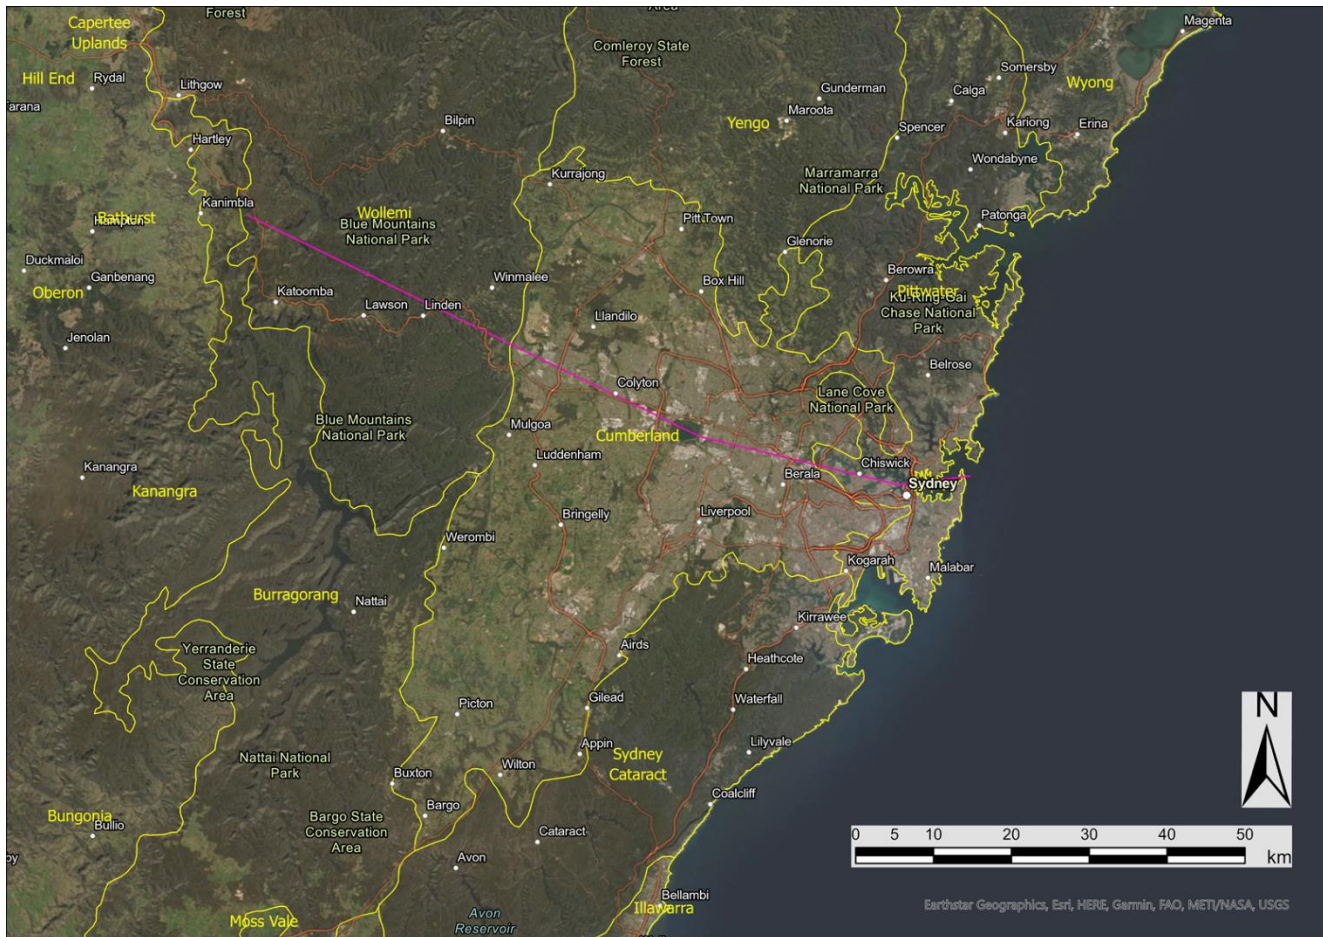 Forest
Area
Magenta
Capertee
Uplands
Comleroy State
Forest
Hill End
Rydal
Lithgow
Somersby
Wyong
Gunderman
Calga
Maroota
Yengo
Bilpin
Spencer
Kariong
Erina
Hartley
Wondabyne
Marramarra
National Park
Kurrajong
Kanimbla
Bathurst
Hampton
Wollemi
Blue Mountains
National Park
Pitt Town
Patonga
Glenorie
Duckmaloi
Ganbenang
Oberon
Winmalee
Box Hill
Berowra
Pittwater
Ku-Ring-Gai
Chase National
Park
Katoomba
Lawson
Linden
Llandilo
Jenolan
Belrose
Colyton
Lane Cove
National Park
Blue Mountains
National Park
Mulgoa
Cumberland
Luddenham
Kanangra
Kanangra
Berala
Chiswick
Sydney
Bringelly
Liverpool
Werombi
Kogarah
Malabar
Burragorang
Nattai
Kirrawee
Yerranderie
State
Conservation
Area
Airds
Heathcote
Picton
Gilead
Waterfall
N
Nattai National
Park
Appin
Sydney
Cataract
Lilyvale
Buxton
Wilton
Coalcliff
Bungonia
Bullio
Bargo State
Conservation
Area
Bargo
Cataract
0 5 10 20 30 40 50
km
Avon
Bellambi
Illawarra
Moss Vale
Avon
Reservoir
Earthstar Geographics, Esri, HERE, Garmin, FAO, METI/NASA, USGS